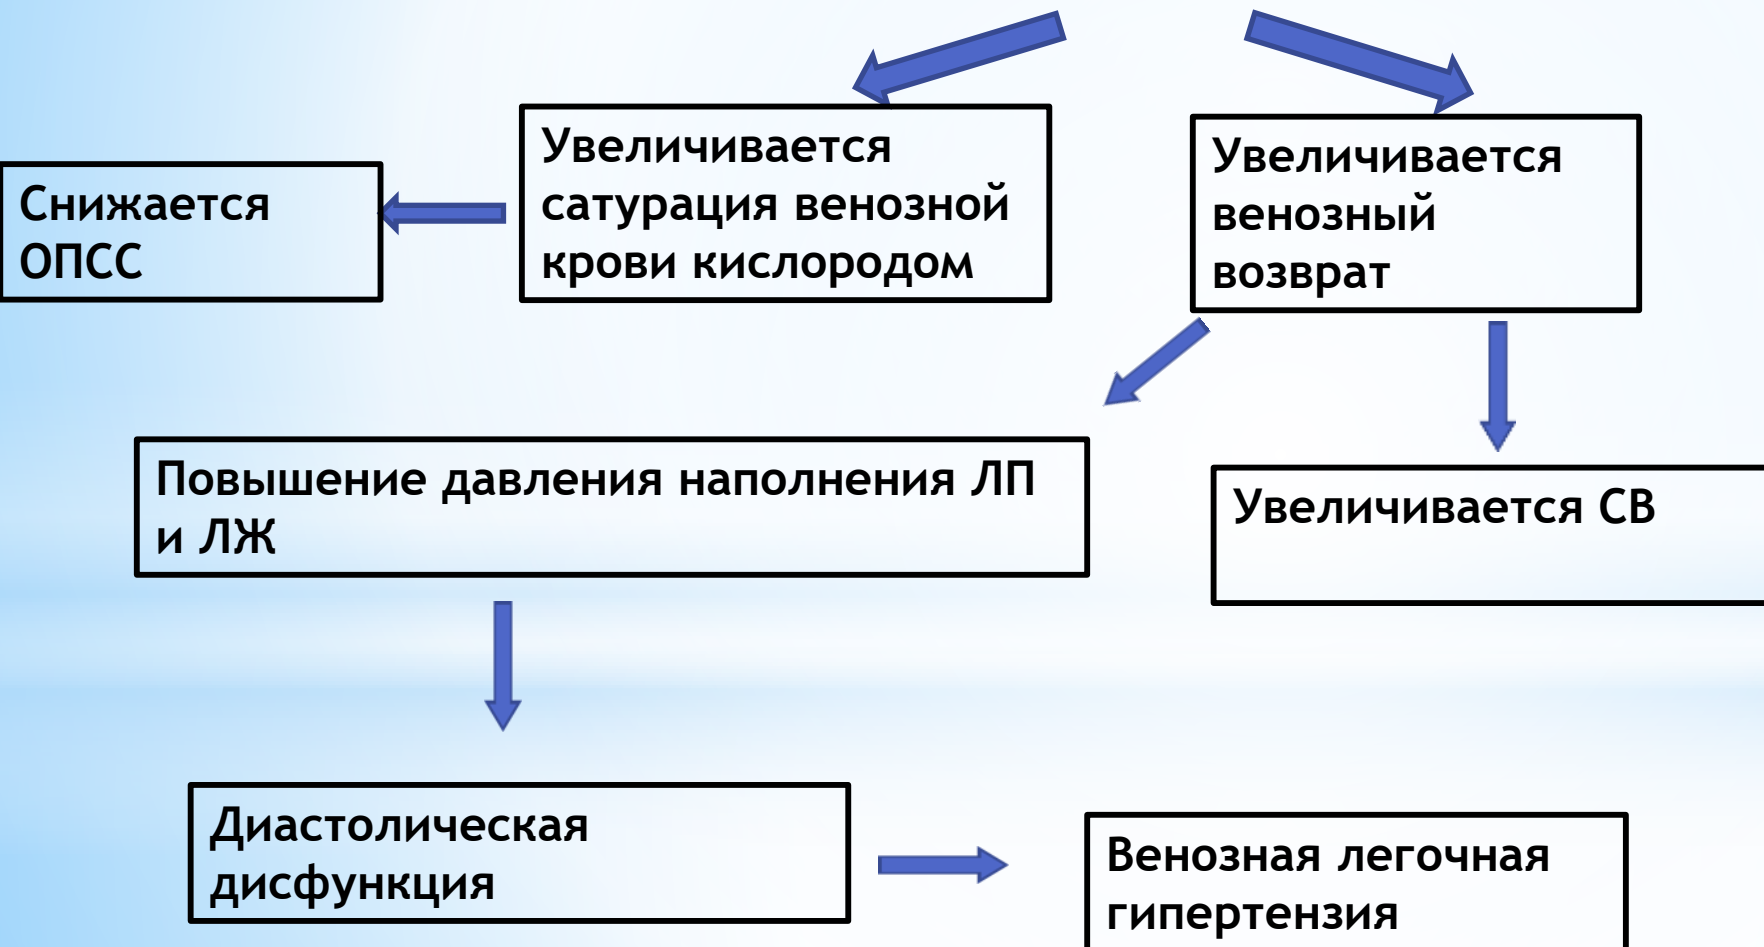 Увеличивается
сатурация венозной
крови кислородом
Увеличивается
венозный
возврат
Снижается
ОПСС
Повышение давления наполнения ЛП
и ЛЖ
Увеличивается СВ
Диастолическая
дисфункция
Венозная легочная
гипертензия